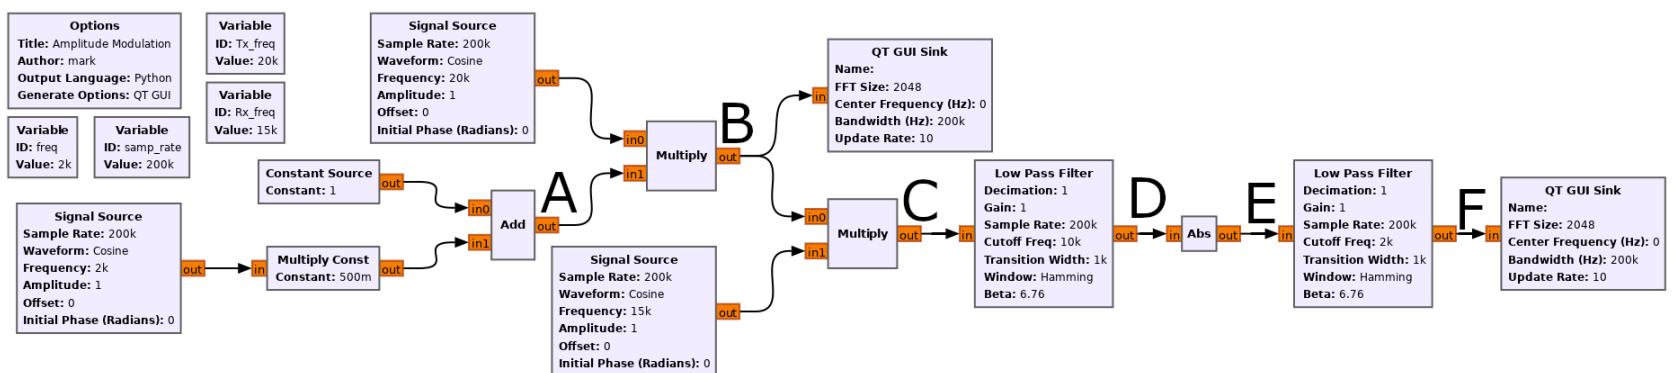 Options
Title: Amplitude Modulation
Author: mark
Output Language: Python
Generate Options: QT GUI
Variable
ID: Tx_freq
Value: 20k
Variable
ID: Rx_freq
Value: 15k
Variable
ID: freq
Value: 2k
Variable
ID: samp_rate
Value: 200k
Signal Source
Sample Rate: 200k
Waveform: Cosine
Frequency: 20k
Amplitude: 1
Offset: 0
Initial Phase (Radians): 0
out
Constant Source
Constant: 1
out
Signal Source
Sample Rate: 200k
Waveform: Cosine
Frequency: 2k
Amplitude: 1
Offset: 0
Initial Phase (Radians): 0
out
in
Multiply Const
Constant: 500m
out
in0
in1
Add
out
A
in0
in1
Multiply
out
B
in
QT GUI Sink
Name:
FFT Size: 2048
Center Frequency (Hz): 0
Bandwidth (Hz): 200k
Update Rate: 10
Signal Source
Sample Rate: 200k
Waveform: Cosine
Frequency: 15k
Amplitude: 1
Offset: 0
Initial Phase (Radians): 0
out
in0
in1
Multiply
out
C
in
Low Pass Filter
Decimation: 1
Gain: 1
Sample Rate: 200k
Cutoff Freq: 10k
Transition Width: 1k
Window: Hamming
Beta: 6.76
out
D
in
Abs
out
E
in
Low Pass Filter
Decimation: 1
Gain: 1
Sample Rate: 200k
Cutoff Freq: 2k
Transition Width: 1k
Window: Hamming
Beta: 6.76
out
F
in
QT GUI Sink
Name:
FFT Size: 2048
Center Frequency (Hz): 0
Bandwidth (Hz): 200k
Update Rate: 10